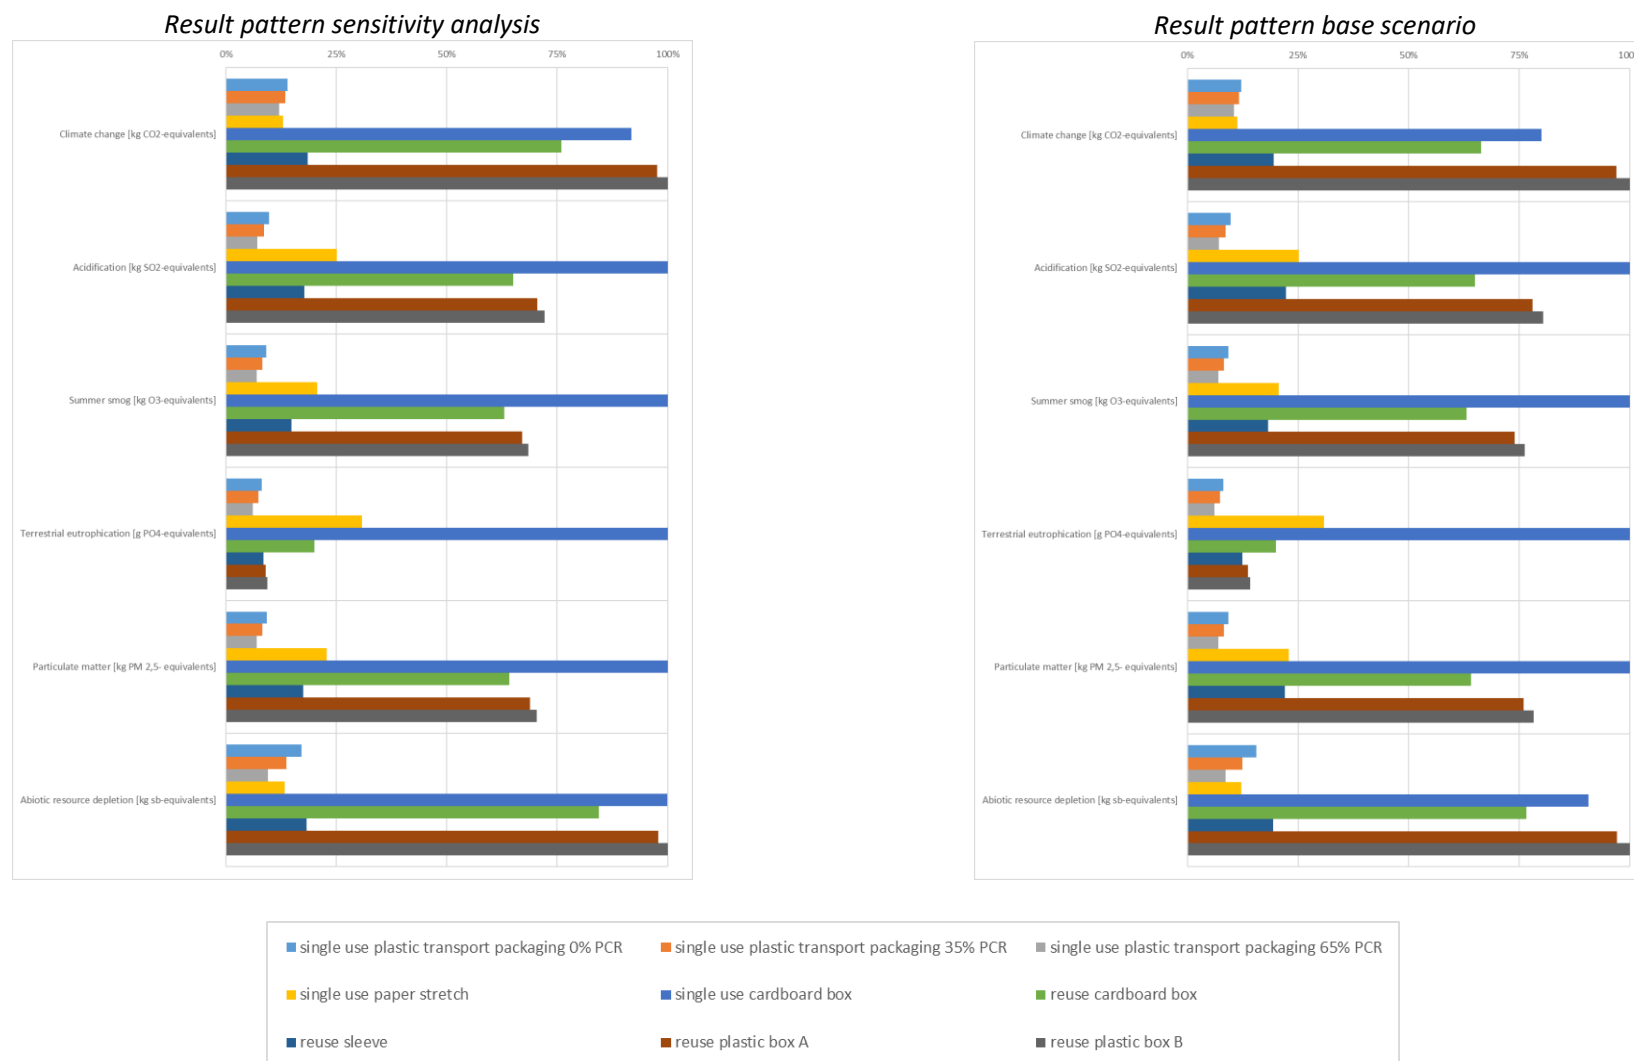 Result pattern sensitivity analysis
0% 25% 50% 75% 100%
Climate change [kg CO2-equivalents]
Acidification [kg SO2-equivalents]
Summer smog [kg O3-equivalents]
Terrestrial eutrophication [g PO4-equivalents]
Particulate matter [kg PM 2,5- equivalents]
Abiotic resource depletion [kg sb-equivalents]
Result pattern base scenario
0% 25% 50% 75% 100
Climate change [kg CO2-equivalents]
Acidification [kg SO2-equivalents]
Summer smog [kg O3-equivalents]
Terrestrial eutrophication [g PO4-equivalents]
Particulate matter [kg PM 2,5- equivalents]
Abiotic resource depletion [kg sb-equivalents]
single use plastic transport packaging 0% PCR single use plastic transport packaging 35% PCR single use plastic transport packaging 65% PCR
single use paper stretch single use cardboard box reuse cardboard box
reuse sleeve reuse plastic box A reuse plastic box B